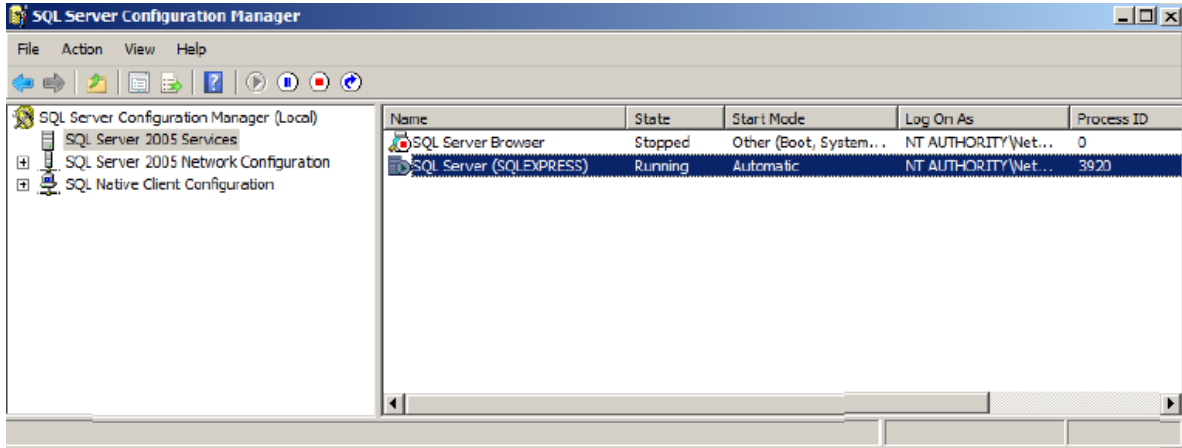 SQL Server Configuration Manager
File Action View Help
SQL Server Configuration Manager (Local)
SQL Server 2005 Services
SQL Server 2005 Network Configuration
SQL Native Client Configuration
Name State Start Mode Log On As Process ID
SQL Server Browser Stopped Other (Boot, System... NT AUTHORITY\Net... 0
SQL Server (SQLEXPRESS) Running Automatic NT AUTHORITY\Net... 3920